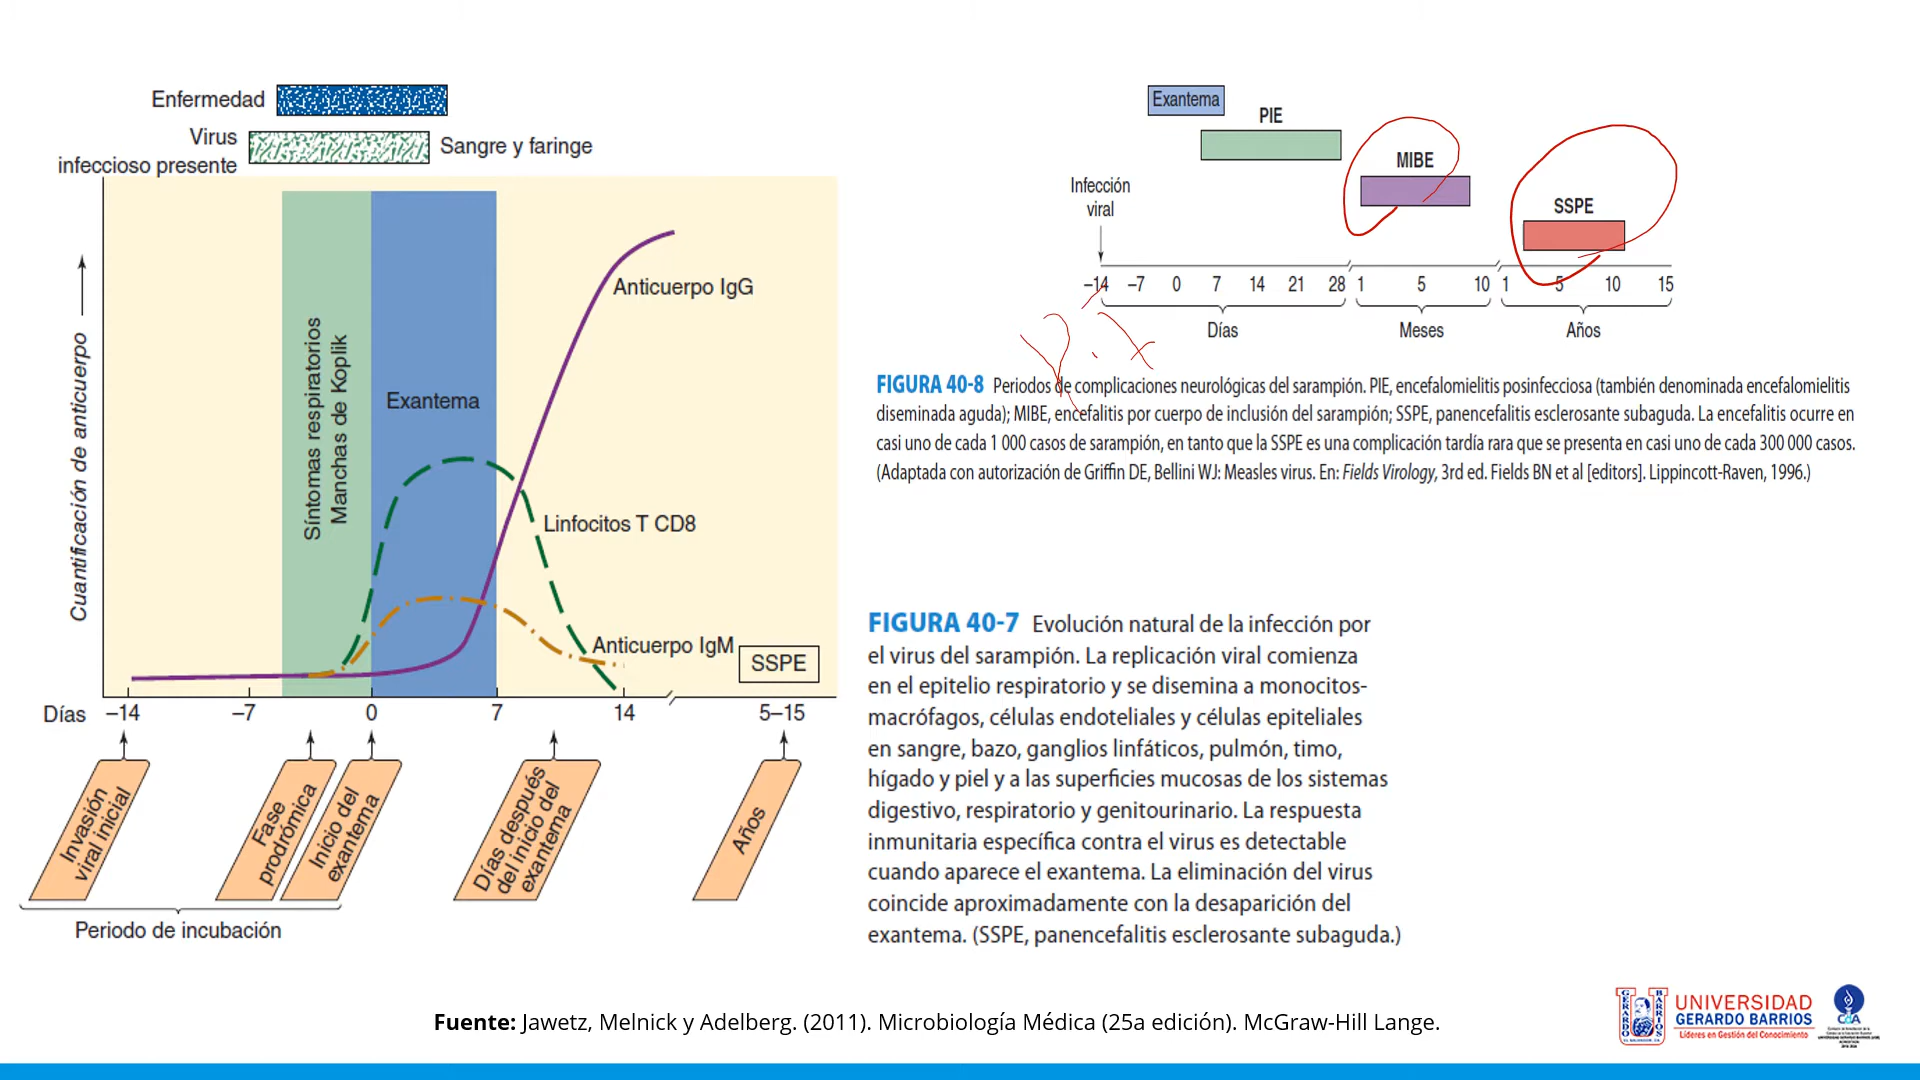 Enfermedad
Virus
infeccioso presente
Sangre y faringe
Cuantificación de anticuerpo
Síntomas respiratorios
Manchas de Koplik
Exantema
Anticuerpo IgG
Linfocitos T CD8
Anticuerpo IgM
SSPE
Días –14 –7 0 7 14 5–15
Invasión
viral inicial
Fase
prodrómica
Inicio del
exantema
Días después
del inicio del
exantema
Años
Periodo de incubación
Exantema
PIE
MIBE
SSPE
Infección
viral
–14 –7 0 7 14 21 28 1 5 10 1 5 10 15
Días Meses Años
FIGURA 40-8 Periodos de complicaciones neurológicas del sarampión. PIE, encefalomielitis posinfecciosa (también denominada encefalomielitis
diseminada aguda); MIBE, encefalitis por cuerpo de inclusión del sarampión; SSPE, panencefalitis esclerosante subaguda. La encefalitis ocurre en
casi uno de cada 1 000 casos de sarampión, en tanto que la SSPE es una complicación tardía rara que se presenta en casi uno de cada 300 000 casos.
(Adaptada con autorización de Griffin DE, Bellini WJ: Measles virus. En: Fields Virology, 3rd ed. Fields BN et al [editors]. Lippincott-Raven, 1996.)
FIGURA 40-7 Evolución natural de la infección por
el virus del sarampión. La replicación viral comienza
en el epitelio respiratorio y se disemina a monocitos-
macrófagos, células endoteliales y células epiteliales
en sangre, bazo, ganglios linfáticos, pulmón, timo,
hígado y piel y a las superficies mucosas de los sistemas
digestivo, respiratorio y genitourinario. La respuesta
inmunitaria específica contra el virus es detectable
cuando aparece el exantema. La eliminación del virus
coincide aproximadamente con la desaparición del
exantema. (SSPE, panencefalitis esclerosante subaguda.)
Fuente: Jawetz, Melnick y Adelberg. (2011). Microbiología Médica (25a edición). McGraw-Hill Lange.
GERARDO BARRIOS
UNIVERSIDAD
GERARDO BARRIOS
Líderes en Gestión del Conocimiento